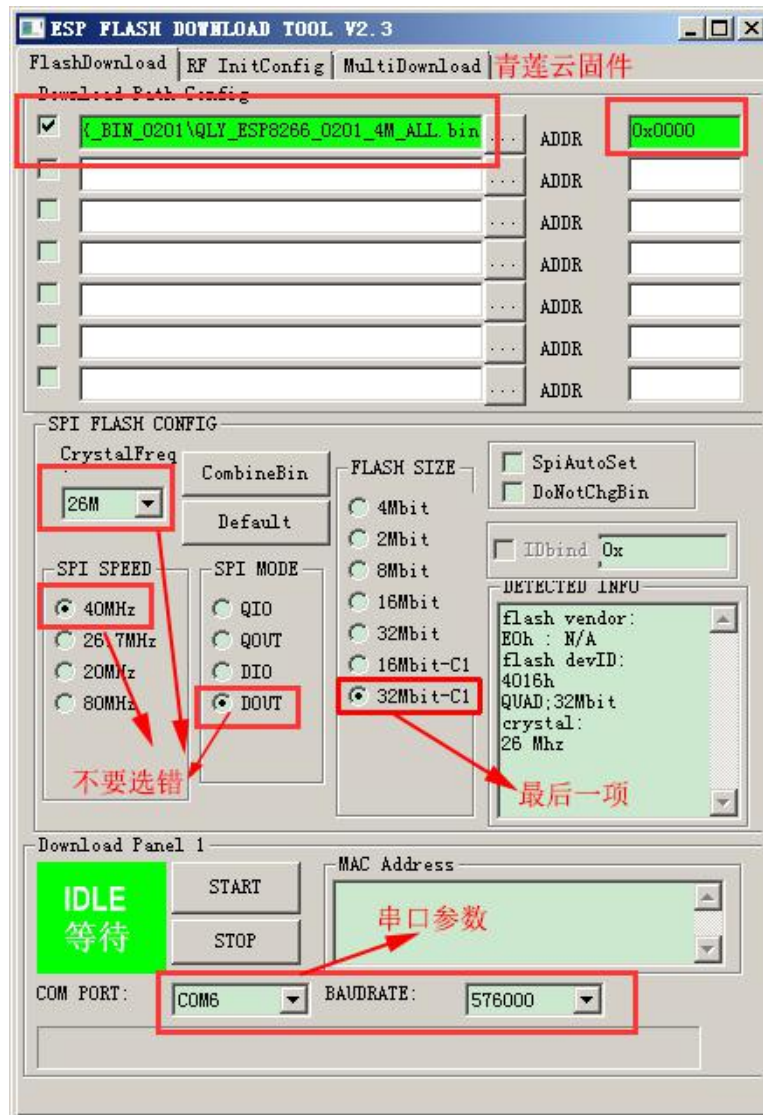 ESP FLASH DOWNLOAD TOOL V2.3
FlashDownload RF InitConfig MultiDownload 青莲云固件
Download Path Config
{_BIN_0201\QLY_ESP8266_0201_4M_ALL.bin ... ADDR 0x0000
... ADDR
... ADDR
... ADDR
... ADDR
... ADDR
... ADDR
SPI FLASH CONFIG
CrystalFreq
26M
CombineBin
Default
SPI SPEED
40MHz
26.7MHz
20MHz
80MHz
SPI MODE
QIO
QOUT
DIO
DOUT
不要选错
FLASH SIZE
4Mbit
2Mbit
8Mbit
16Mbit
32Mbit
16Mbit-C1
32Mbit-C1
SpiAutoSet
DoNotChgBin
IDbind 0x
DETECTED INFO
flash vendor:
E0h : N/A
flash devID:
4016h
QUAD;32Mbit
crystal:
26 Mhz
最后一项
Download Panel 1
IDLE
等待
START
STOP
MAC Address
串口参数
COM PORT: COM6 BAUDRATE: 576000